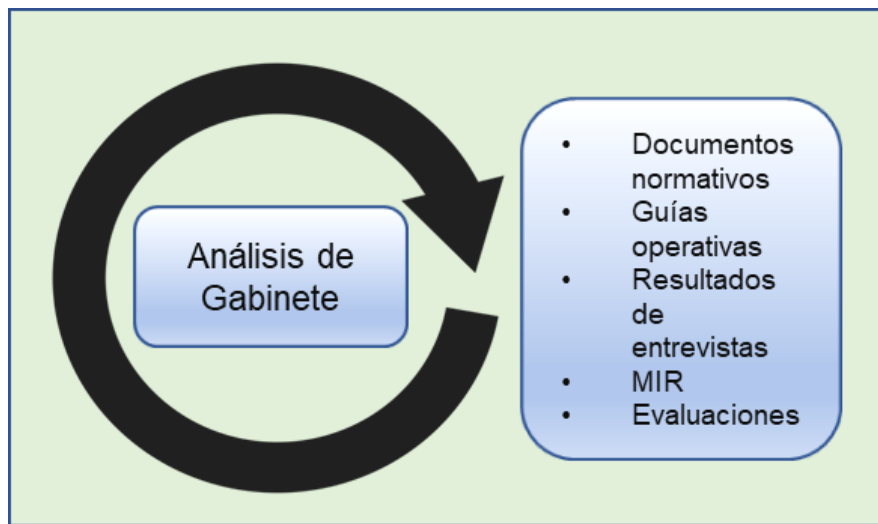 Análisis de
Gabinete
• Documentos
normativos
• Guías
operativas
• Resultados
de
entrevistas
• MIR
• Evaluaciones